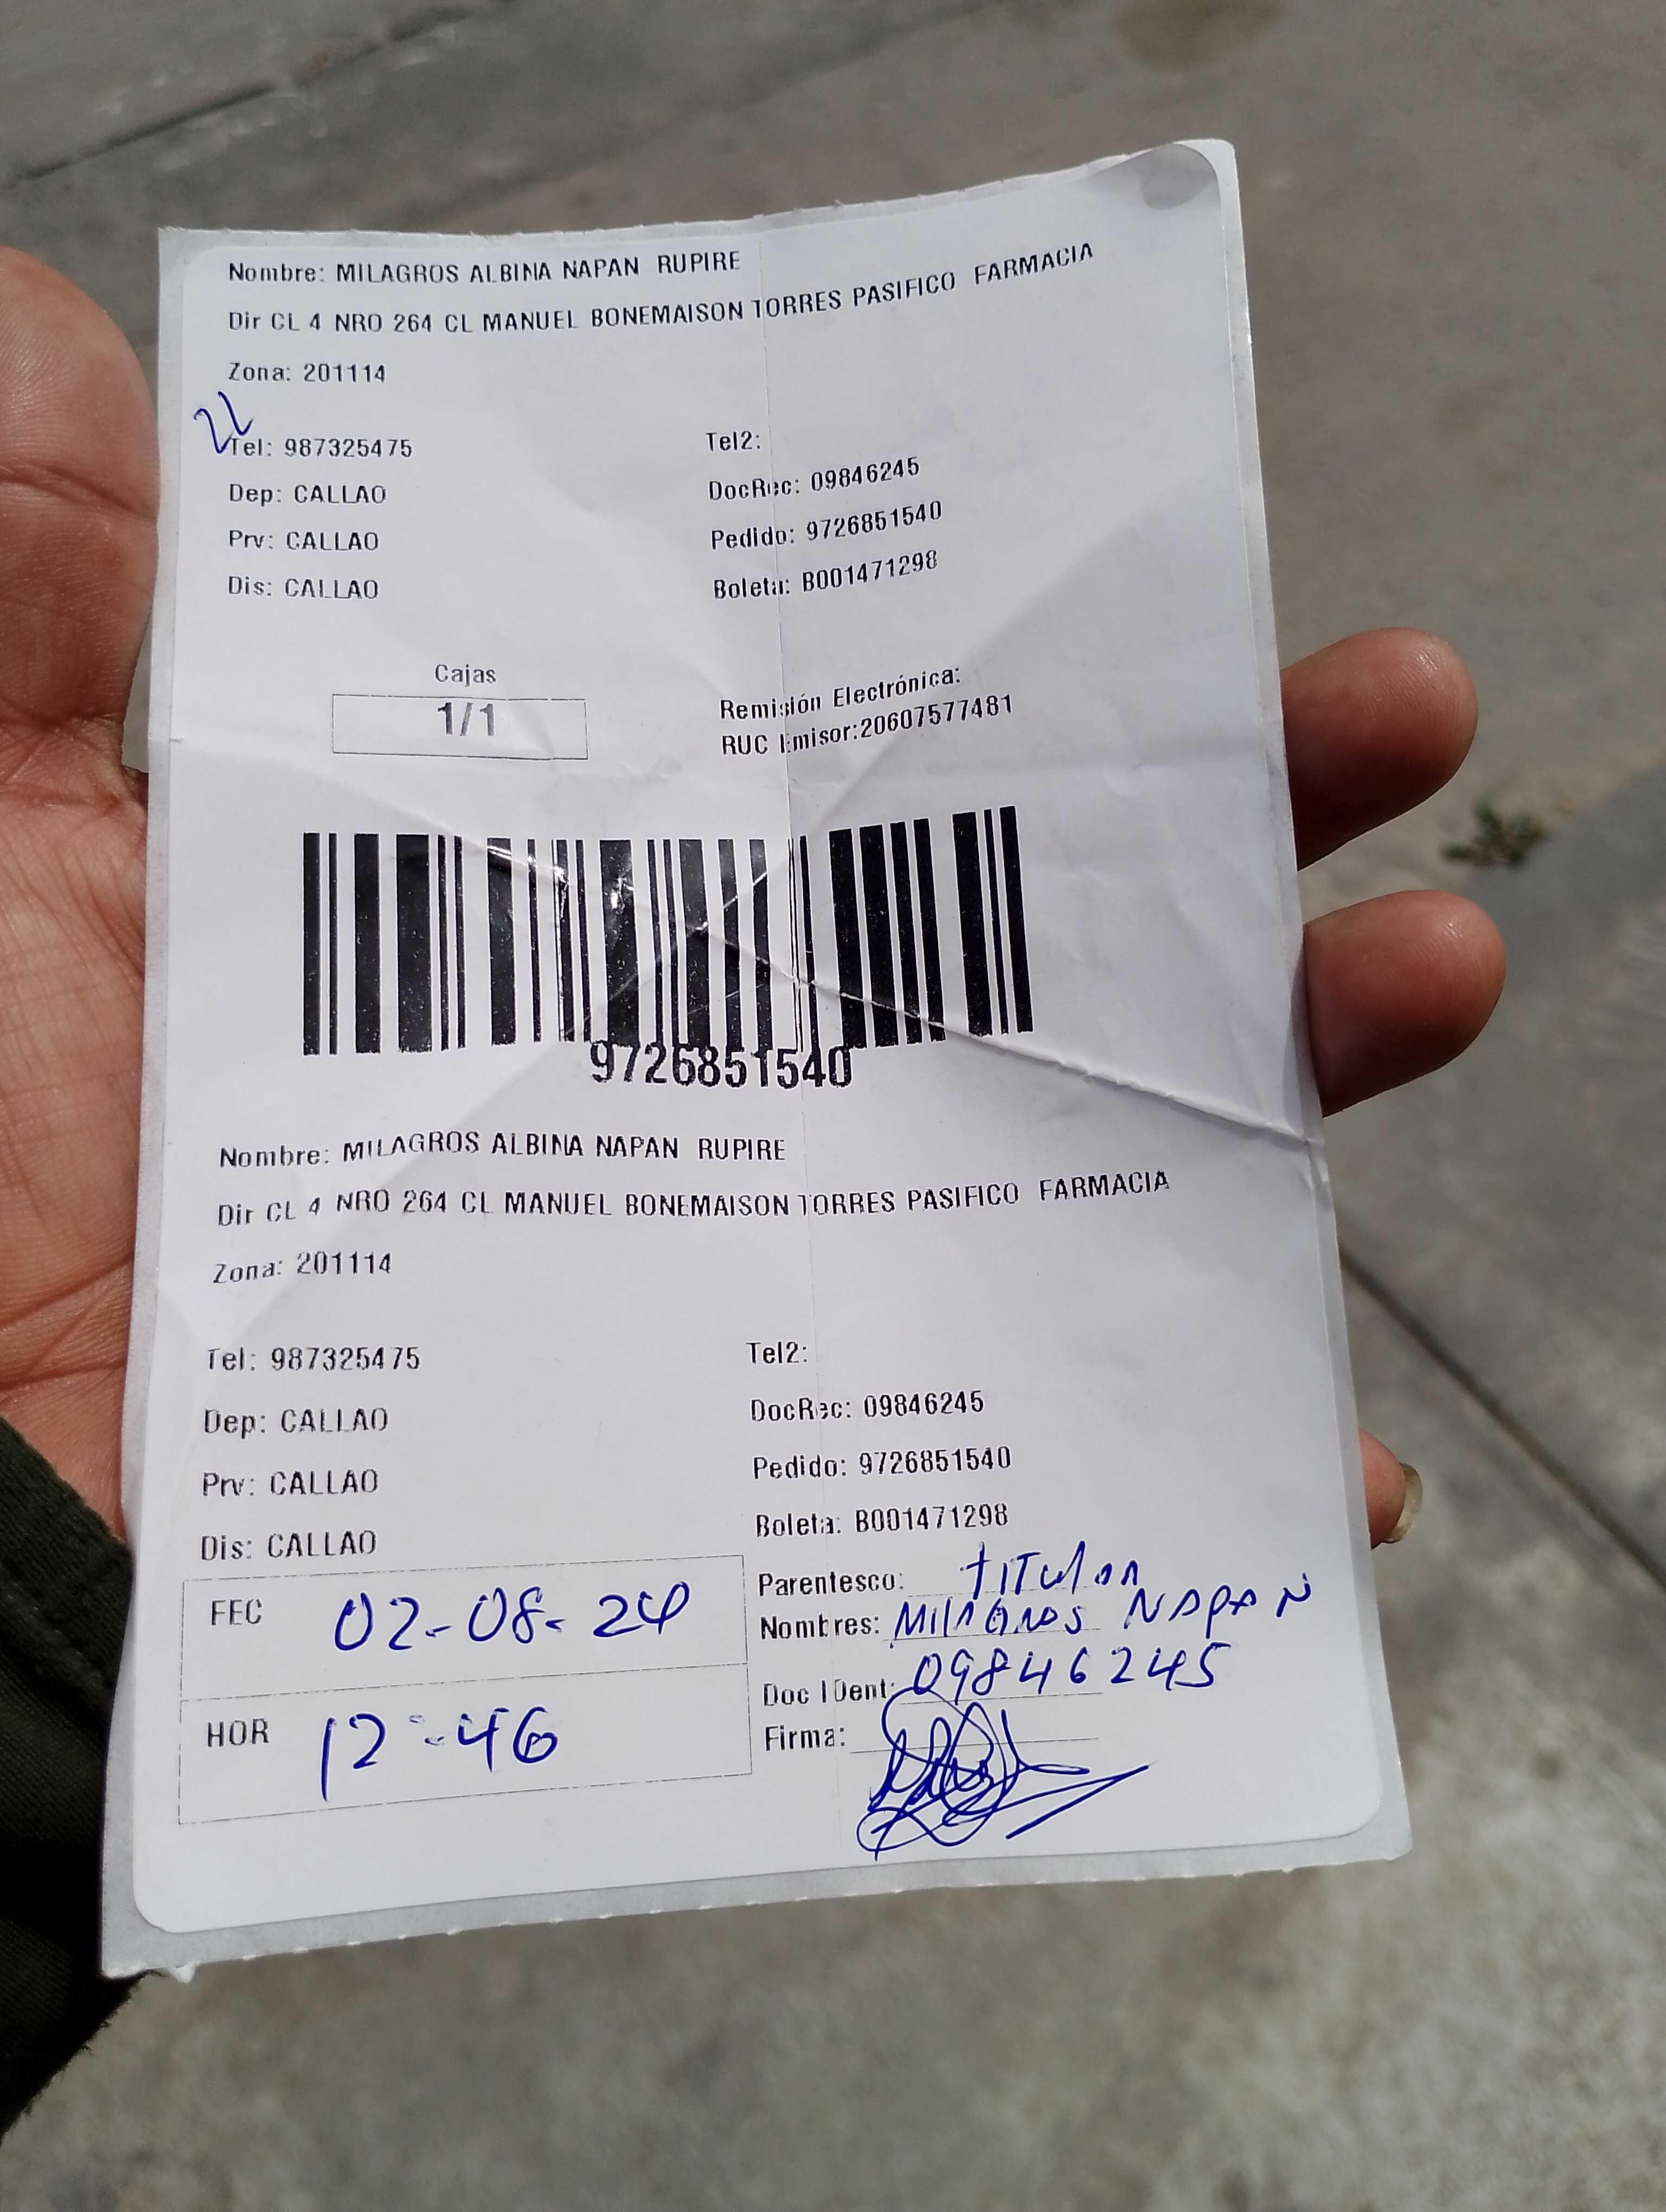 Nombre: MILAGROS ALBINA NAPAN RUPIRE
Dir CL 4 NRO 264 CL MANUEL BONEMAISON TORRES PASIFICO FARMACIA
Zona: 201114
Tel: 987325475 Tel2:
Dep: CALLAO DocRec: 09846245
Prv: CALLAO Pedido: 9726851540
Dis: CALLAO Boleta: B001471298
Cajas
1/1
Remisión Electrónica:
RUC Emisor:20607577481
9726851540
Nombre: MILAGROS ALBINA NAPAN RUPIRE
Dir CL 4 NRO 264 CL MANUEL BONEMAISON TORRES PASIFICO FARMACIA
Zona: 201114
Tel: 987325475 Tel2:
Dep: CALLAO DocRec: 09846245
Prv: CALLAO Pedido: 9726851540
Dis: CALLAO Boleta: B001471298
FEC 02-08-24
HOR 12:46
Parentesco: TITULAR
Nombres: MILAGROS NAPAN
Doc IDent: 09846245
Firma: